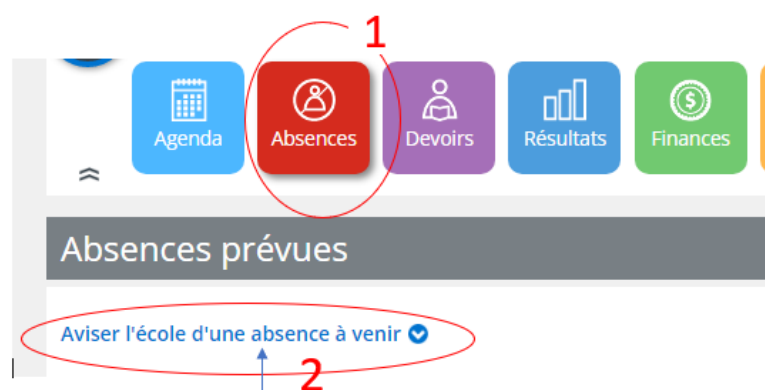 1
Agenda Absences Devoirs Résultats Finances
Absences prévues
Aviser l'école d'une absence à venir
2